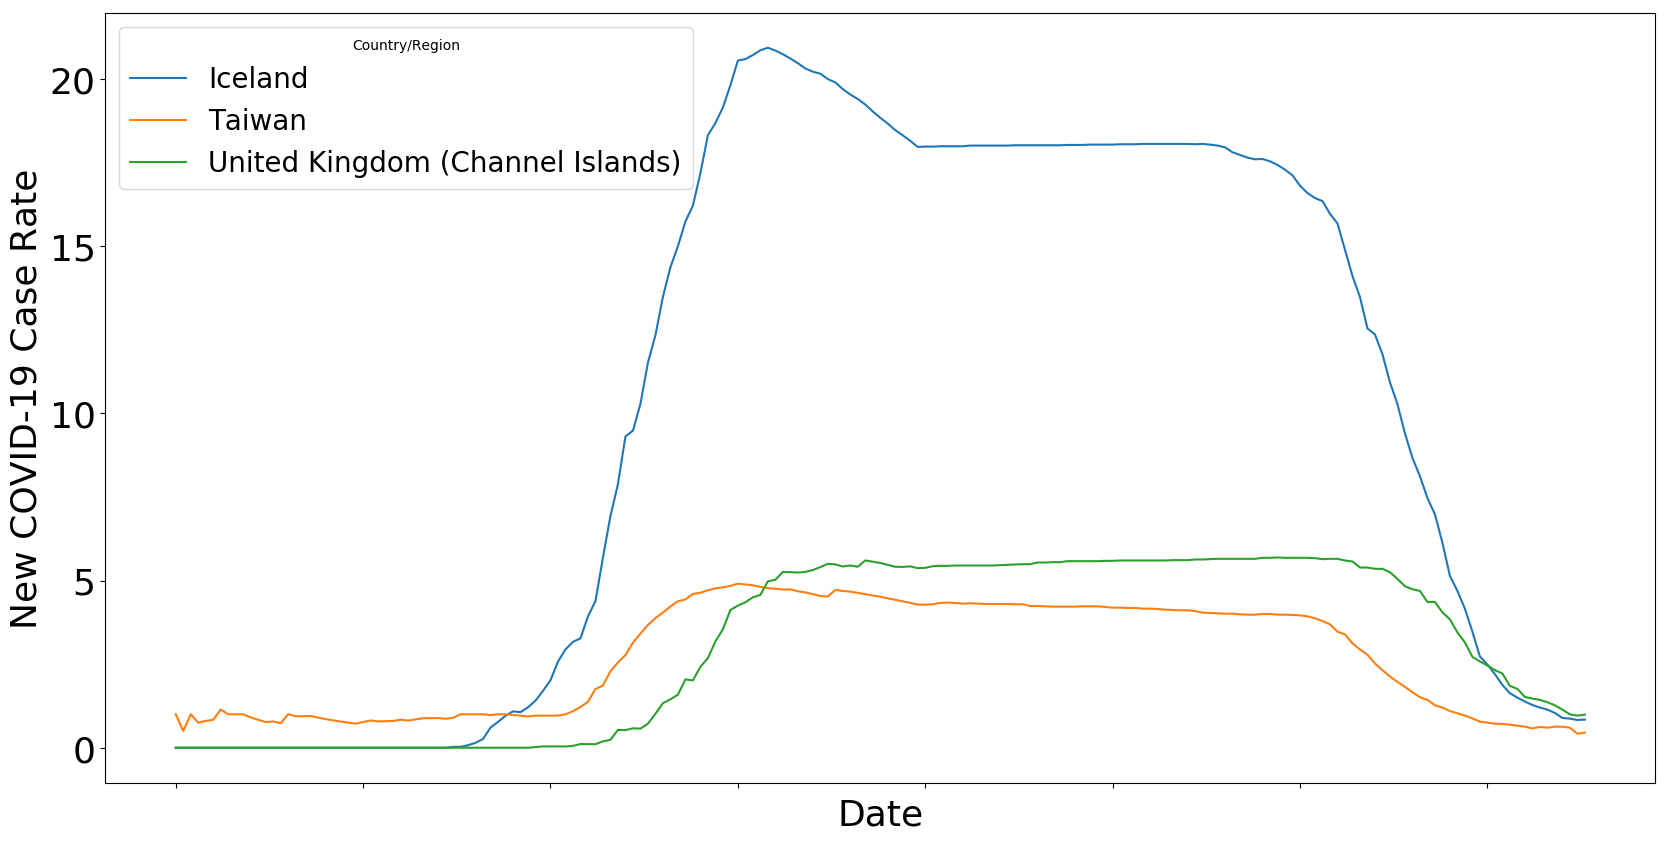 Country/Region
Iceland
Taiwan
United Kingdom (Channel Islands)
New COVID-19 Case Rate
20
15
10
5
0
Date